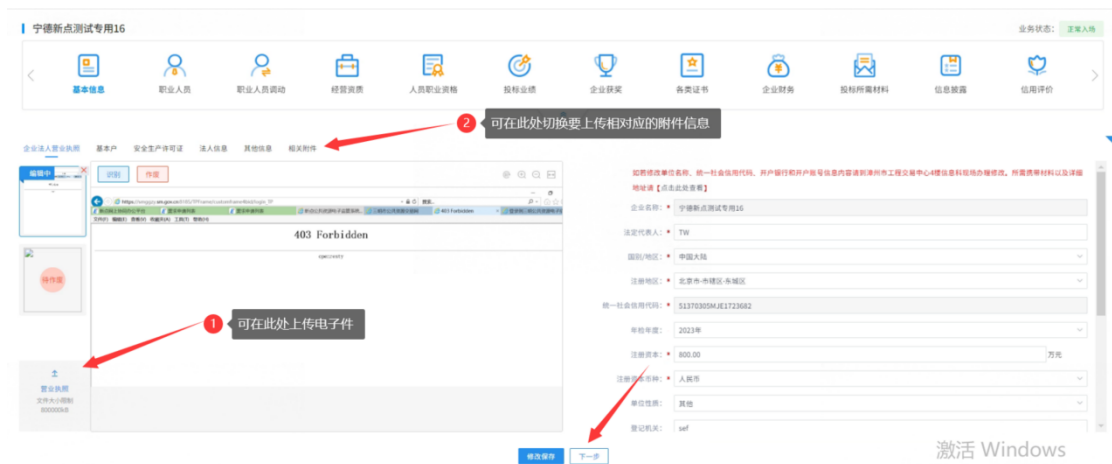 宁德新点测试专用16
业务状态： 正常入场
基本信息 职业人员 职业人员调动 经营资质 人员职业资格 投标业绩 企业获奖 各类证书 企业财务 投标所需材料 信息披露 信用评价
2 可在此处切换要上传相对应的附件信息
企业法人营业执照 基本户 安全生产许可证 法人信息 其他信息 相关附件
编辑中
识别 作废
403 Forbidden
待作废
1 可在此处上传电子件
营业执照
文件大小限制
如若修改单位名称、统一社会信用代码、开户银行和开户账号信息内容请到漳州市工程交易中心4楼信息科现场办理修改。所需携带材料以及详细
地址请【点击此处查看】
企业名称： * 宁德新点测试专用16
法定代表人： * TW
国别/地区： * 中国大陆
注册地区： * 北京市·市辖区·东城区
统一社会信用代码： * 51370305MJE1723682
年检年度： 2023年
注册资本： * 800.00 万元
注册资本币种： * 人民币
单位性质： 其他
登记机关： sef
修改保存 下一步
激活 Windows